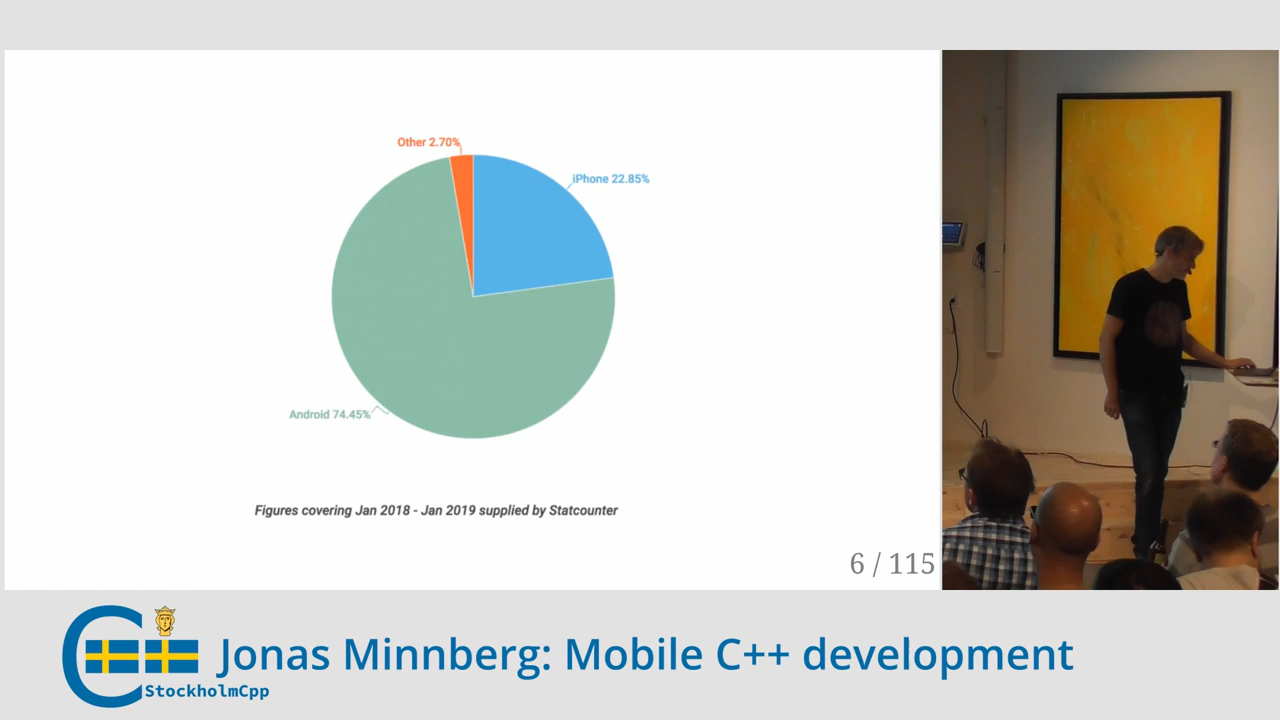 Other 2.70%
iPhone 22.85%
Android 74.45%
Figures covering Jan 2018 - Jan 2019 supplied by Statcounter
6 / 115
C++
Jonas Minnberg: Mobile C++ development
StockholmCpp